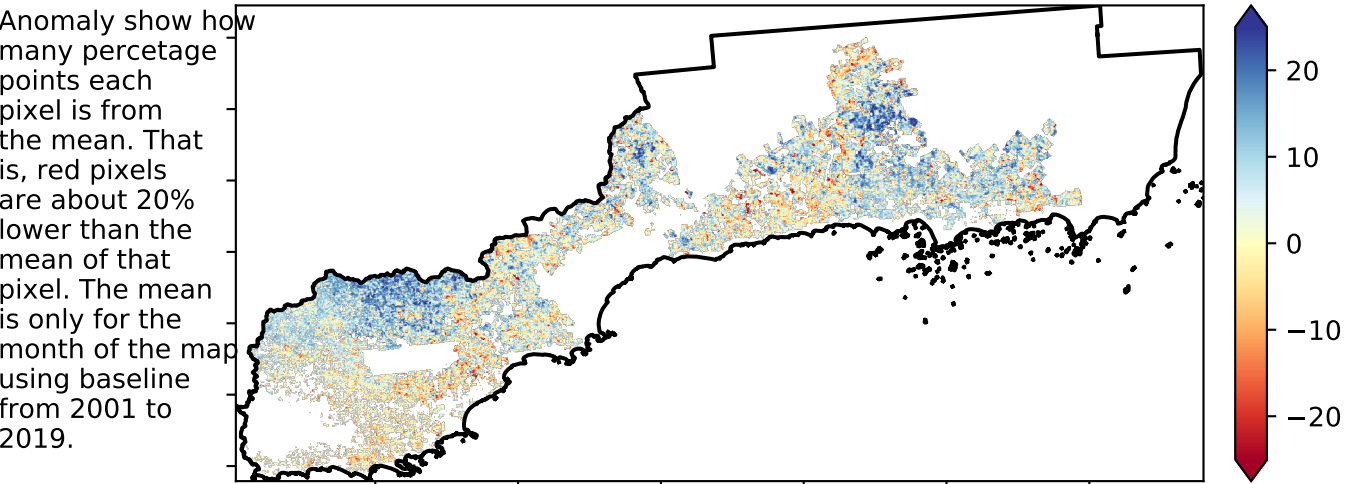 Anomaly show how
many percetage
points each
pixel is from
the mean. That
is, red pixels
are about 20%
lower than the
mean of that
pixel. The mean
is only for the
month of the map
using baseline
from 2001 to
2019.
20
10
0
−10
−20